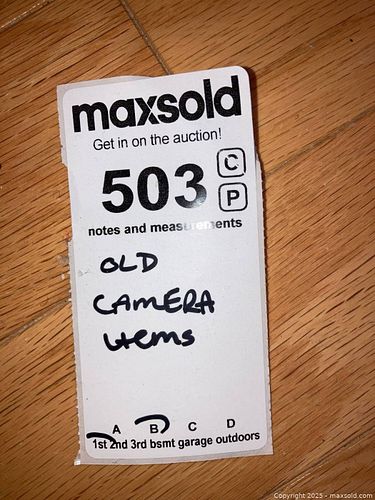 maxsold
Get in on the auction!
503 C
P
notes and measurements
OLD
CAMERA
items
A B C D
1st 2nd 3rd bsmt garage outdoors
Copyright 2025 - maxsold.com